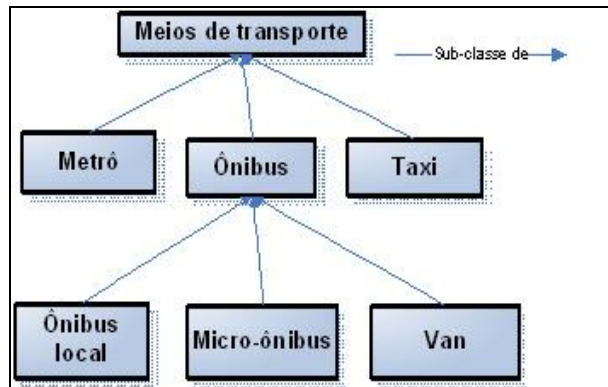 Meios de transporte
Sub-classe de
Metrô
Ônibus
Taxi
Ônibus
local
Micro-ônibus
Van